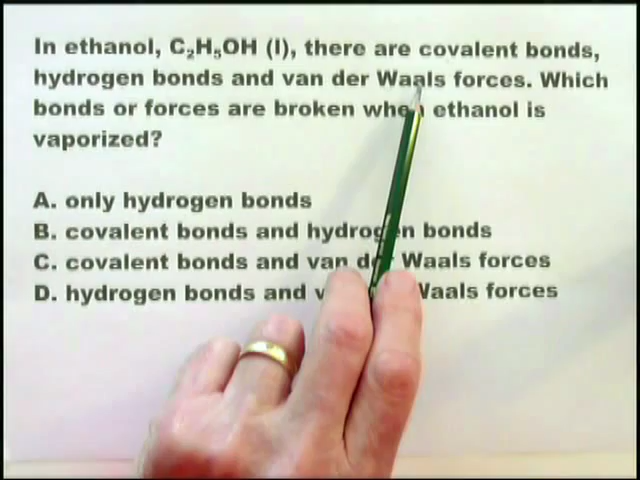 In ethanol, C₂H₅OH (l), there are covalent bonds,
hydrogen bonds and van der Waals forces. Which
bonds or forces are broken when ethanol is
vaporized?
A. only hydrogen bonds
B. covalent bonds and hydrogen bonds
C. covalent bonds and van der Waals forces
D. hydrogen bonds and Waals forces